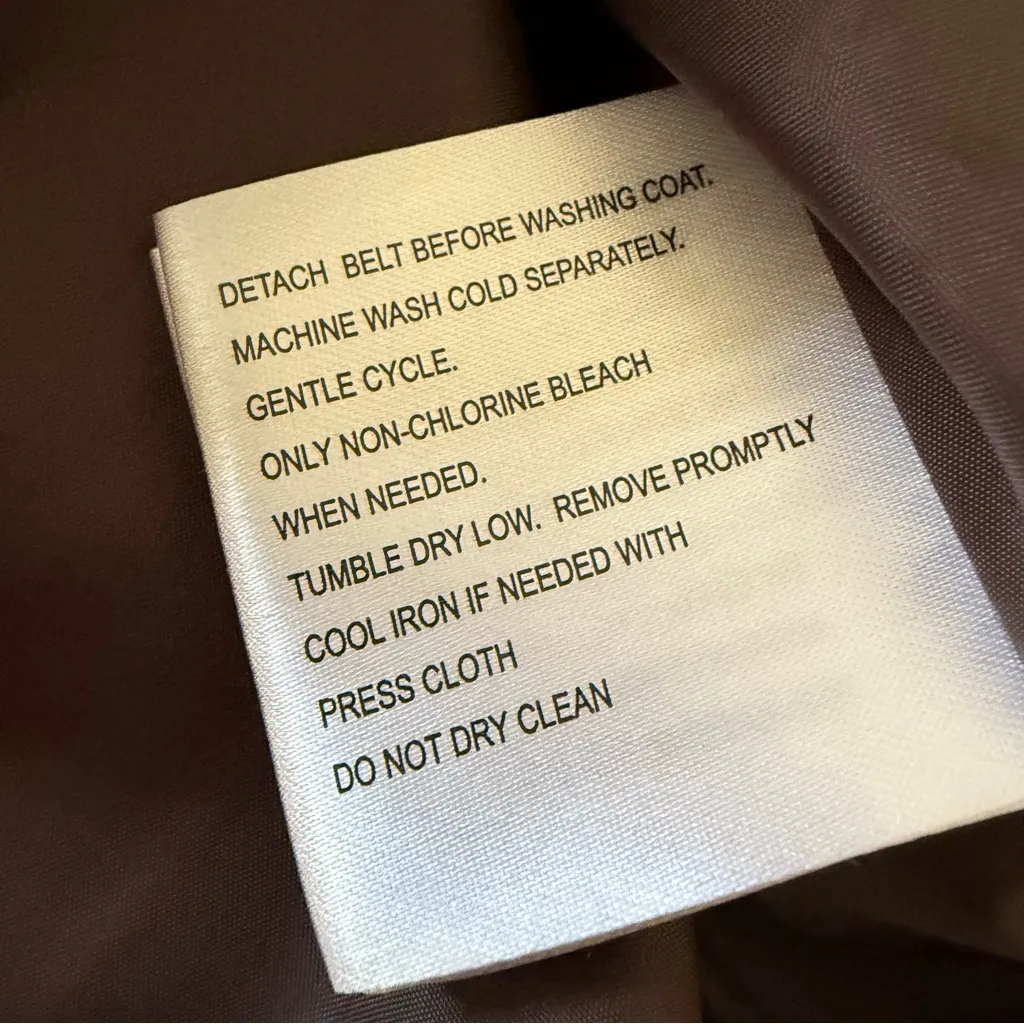 DETACH BELT BEFORE WASHING COAT.
MACHINE WASH COLD SEPARATELY.
GENTLE CYCLE.
ONLY NON-CHLORINE BLEACH
WHEN NEEDED.
TUMBLE DRY LOW. REMOVE PROMPTLY
COOL IRON IF NEEDED WITH
PRESS CLOTH
DO NOT DRY CLEAN